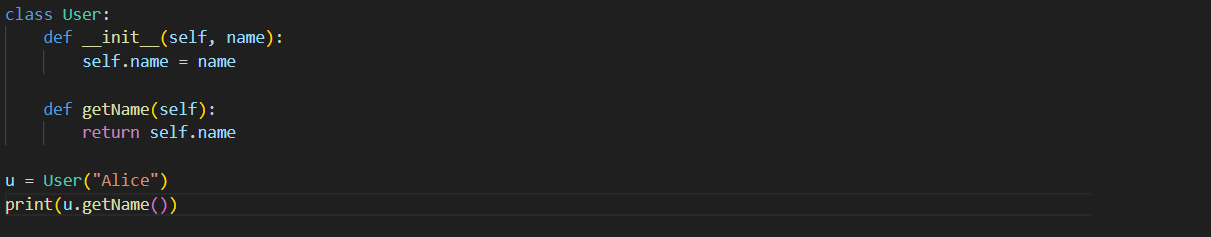 class User:
    def __init__(self, name):
        self.name = name

    def getName(self):
        return self.name

u = User("Alice")
print(u.getName())